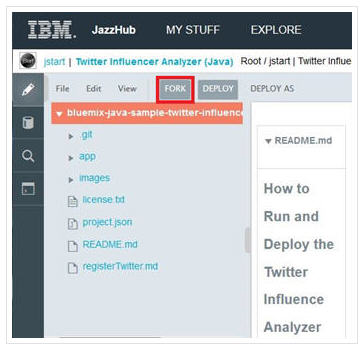 IBM. JazzHub MY STUFF EXPLORE
jstart | Twitter Influencer Analyzer (Java) Root / jstart | Twitter Influen
File Edit View FORK DEPLOY DEPLOY AS
bluemix-java-sample-twitter-influence
.git
app
images
license.txt
project.json
README.md
registerTwitter.md
README.md
How to
Run and
Deploy the
Twitter
Influence
Analyzer